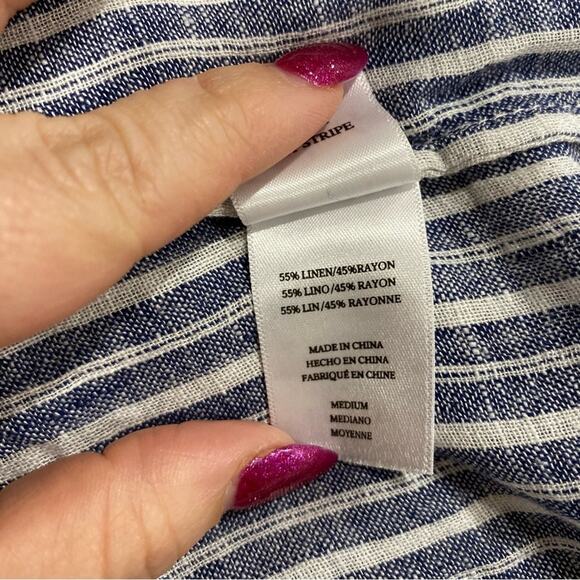 STRIPE
55% LINEN/45%RAYON
55% LINO/45% RAYON
55% LIN/45% RAYONNE
MADE IN CHINA
HECHO EN CHINA
FABRIQUÉ EN CHINE
MEDIUM
MEDIANO
MOYENNE